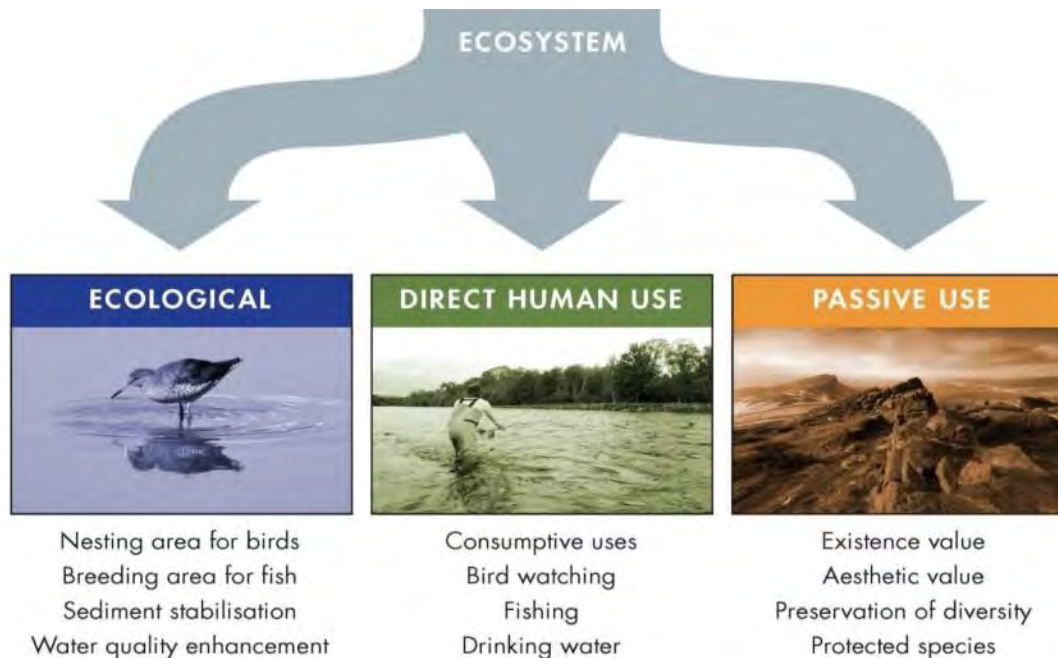 ECOSYSTEM
ECOLOGICAL
Nesting area for birds
Breeding area for fish
Sediment stabilisation
Water quality enhancement
DIRECT HUMAN USE
Consumptive uses
Bird watching
Fishing
Drinking water
PASSIVE USE
Existence value
Aesthetic value
Preservation of diversity
Protected species